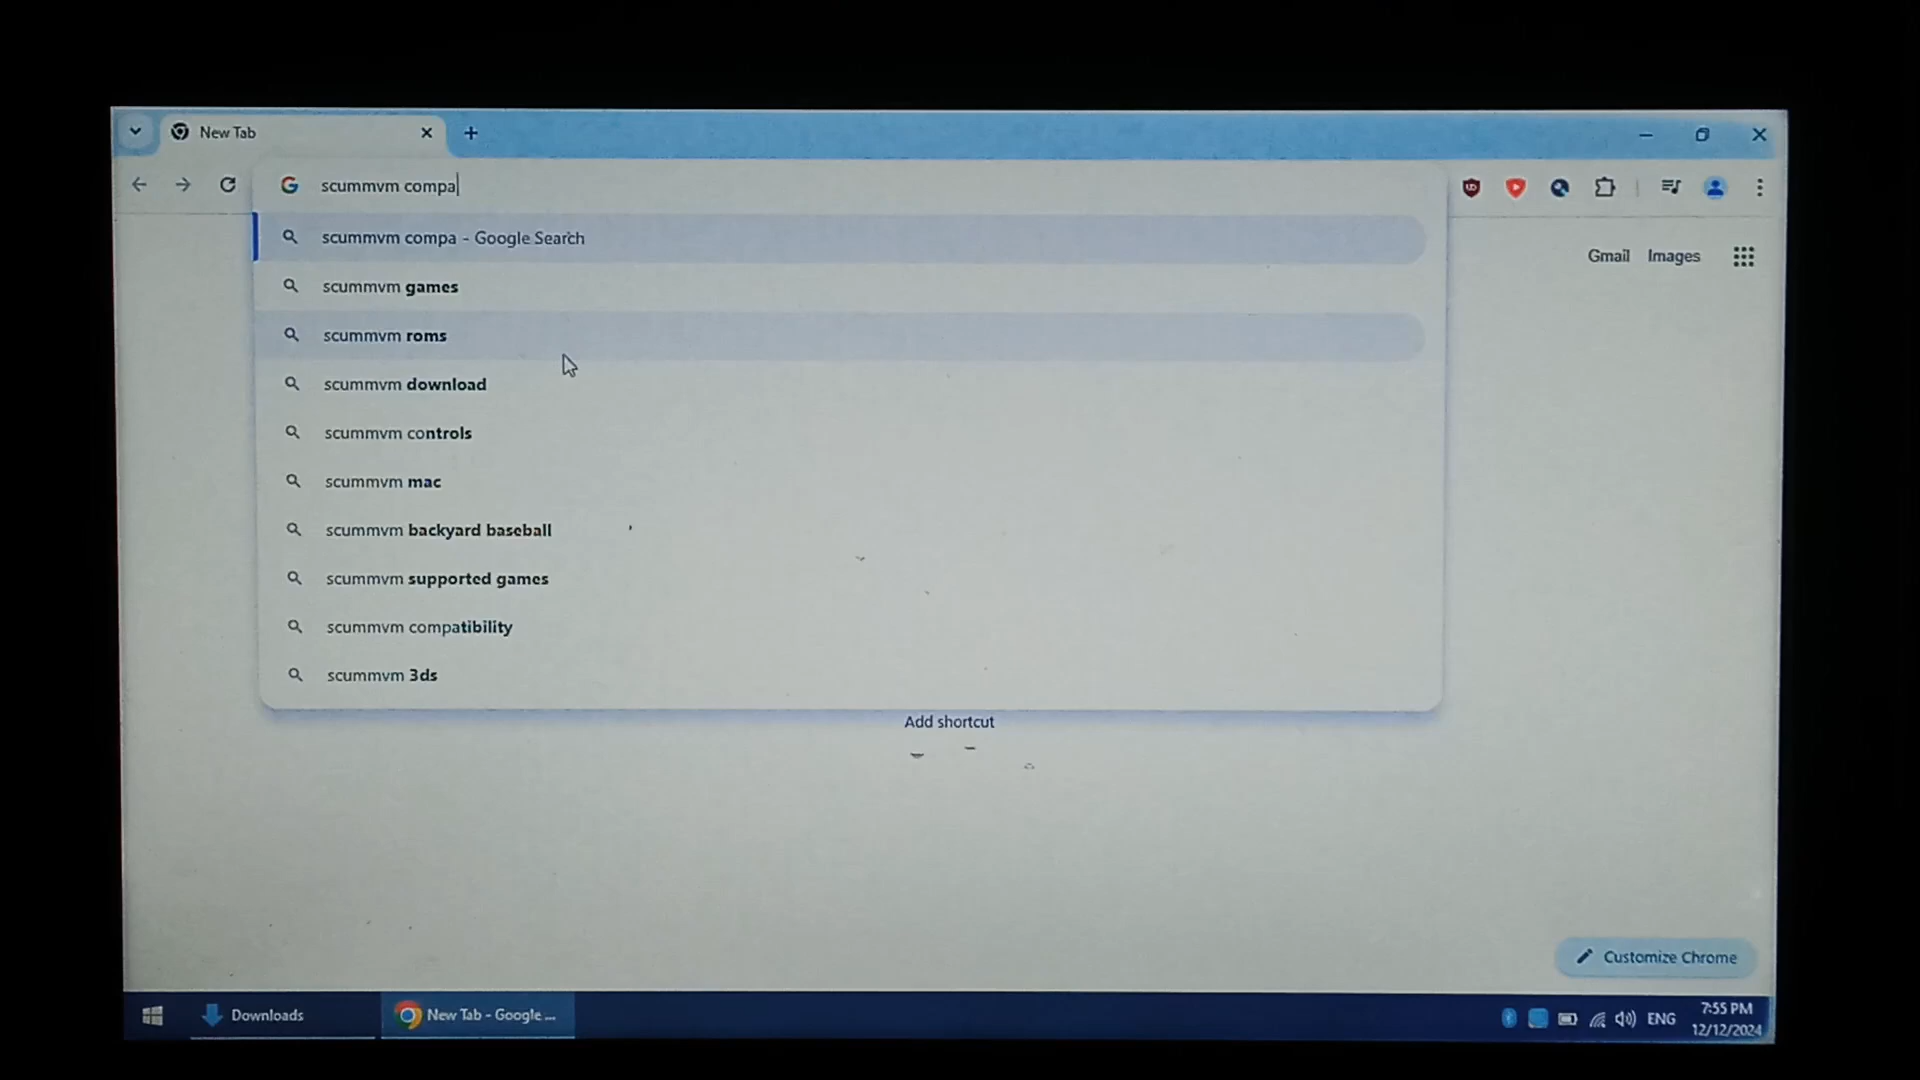 New Tab
scummvm compa
scummvm compa - Google Search
scummvm games
scummvm roms
scummvm download
scummvm controls
scummvm mac
scummvm backyard baseball
scummvm supported games
scummvm compatibility
scummvm 3ds
Gmail Images
Add shortcut
Customize Chrome
Downloads
New Tab - Google ...
ENG
7:55 PM
12/12/2024